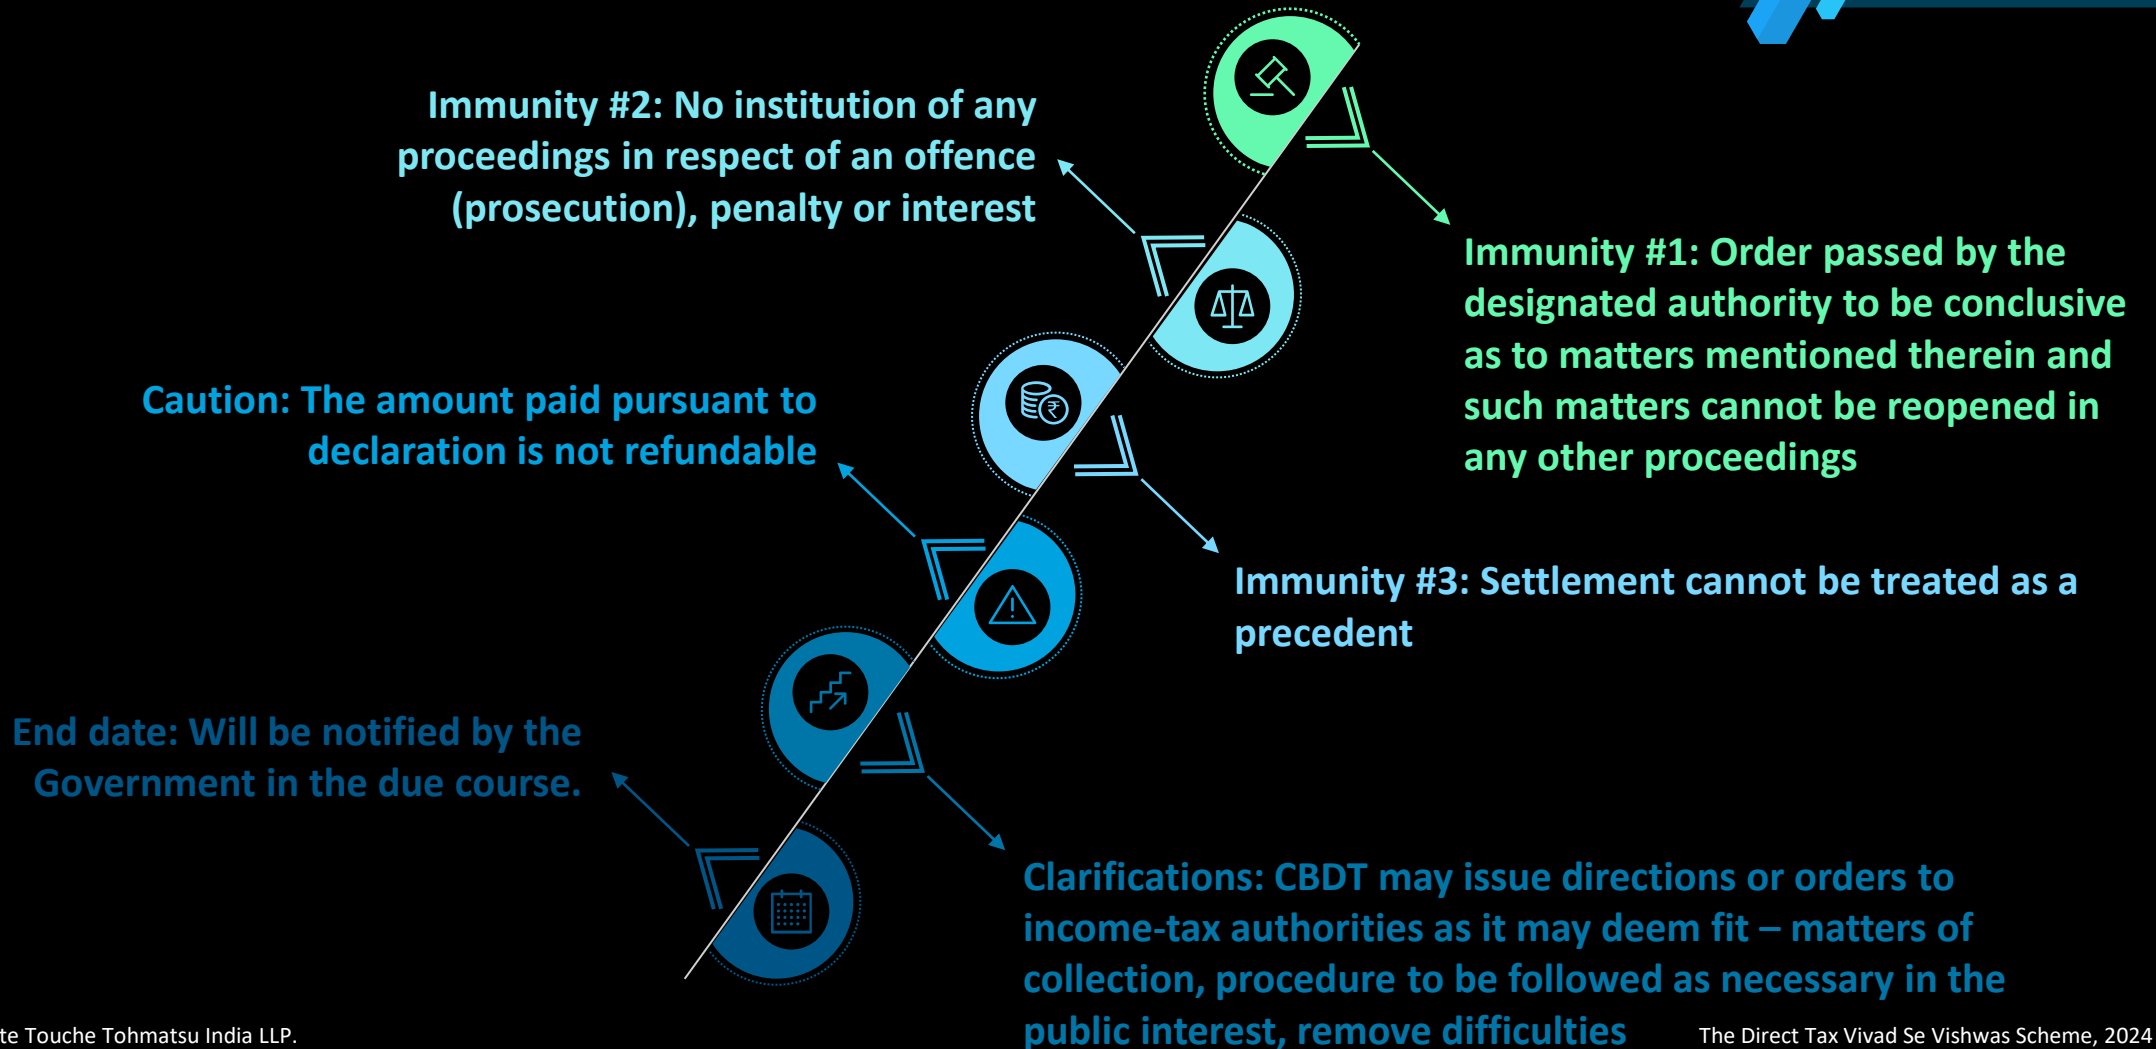 Immunity #1: Order passed by the
designated authority to be conclusive
as to matters mentioned therein and
such matters cannot be reopened in
any other proceedings
Immunity #2: No institution of any
proceedings in respect of an offence
(prosecution), penalty or interest
Immunity #3: Settlement cannot be treated as a
precedent
Caution: The amount paid pursuant to
declaration is not refundable
Clarifications: CBDT may issue directions or orders to
income-tax authorities as it may deem fit – matters of
collection, procedure to be followed as necessary in the
public interest, remove difficulties
End date: Will be notified by the
Government in the due course.
te Touche Tohmatsu India LLP.
The Direct Tax Vivad Se Vishwas Scheme, 2024